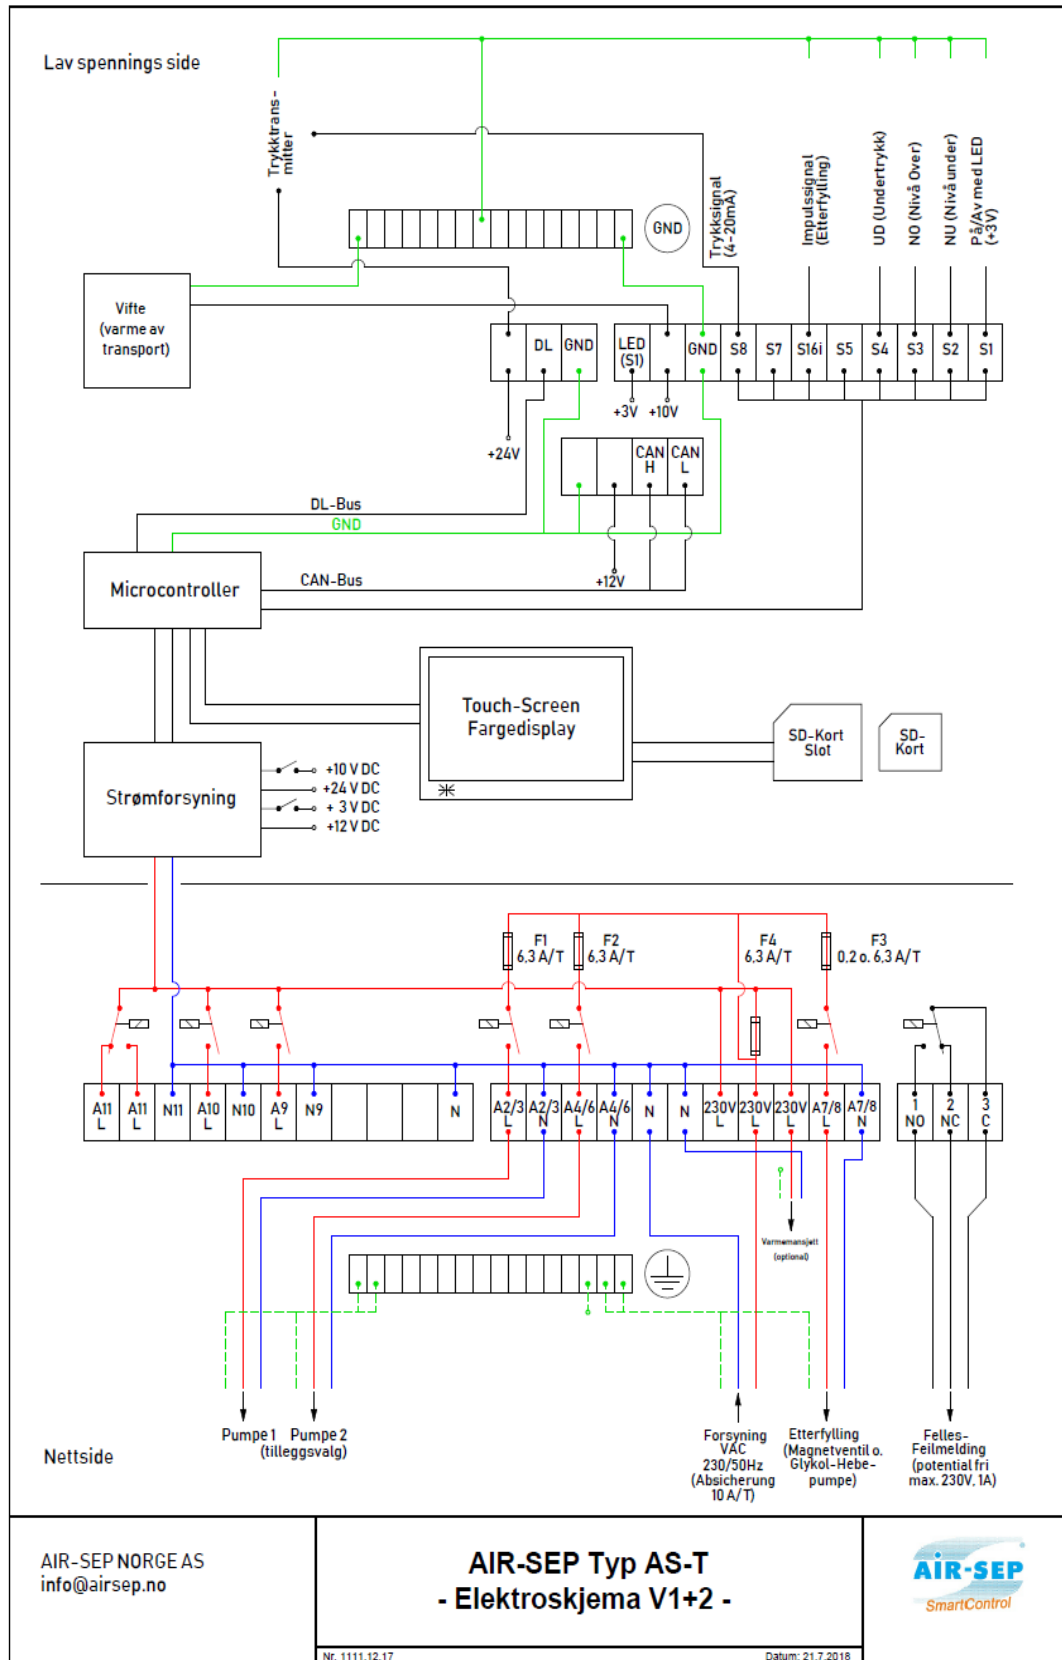 Lav spennings side
Trykktrans-
mitter
Trykksignal
(4-20mA)
Impulssignal
(Etterfylling)
UD (Undertrykk)
NO (Nivå Over)
NU (Nivå under)
På/Av med LED
(+3V)
GND
Vifte
(varme av
transport)
DL
GND
LED
(S1)
GND
S8
S7
S16i
S5
S4
S3
S2
S1
+3V
+10V
+24V
CAN
H
CAN
L
DL-Bus
GND
+12V
CAN-Bus
Microcontroller
Touch-Screen
Fargedisplay
SD-Kort
Slot
SD-
Kort
Strømforsyning
+10 V DC
+24 V DC
+ 3 V DC
+12 V DC
F1
6,3 A/T
F2
6,3 A/T
F4
6,3 A/T
F3
0,2 o. 6,3 A/T
A11
L
A11
L
N11
A10
L
N10
A9
L
N9
N
A2/3
L
A2/3
N
A4/6
L
A4/6
N
N
N
230V
L
230V
L
230V
L
A7/8
L
A7/8
N
1
NO
2
NC
3
C
Varmemansjett
(optional)
Pumpe 1
Pumpe 2
(tilleggsvalg)
Forsyning
VAC
230/50Hz
(Absicherung
10 A/T)
Etterfylling
(Magnetventil o.
Glykol-Hebe-
pumpe)
Felles-
Feilmelding
(potential fri
max. 230V, 1A)
Nettside
AIR-SEP NORGE AS
info@airsep.no
AIR-SEP Typ AS-T
- Elektroskjema V1+2 -
Nr. 1111.12.17
Datum: 21.7.2018
AIR-SEP
SmartControl